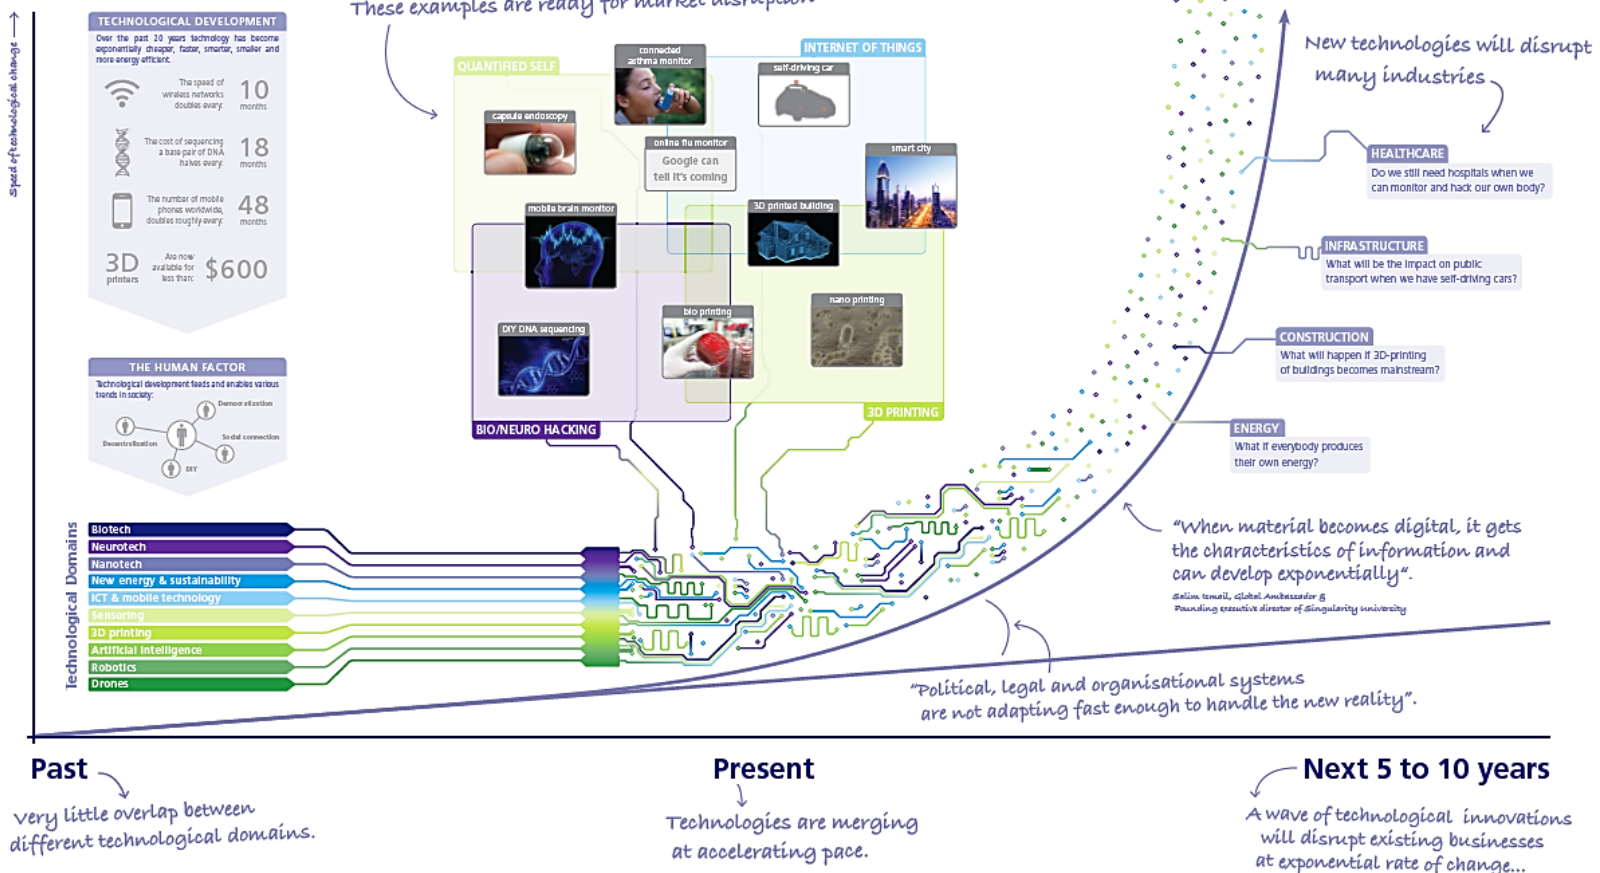 These examples are ready for market disruption
Speed of technological change
TECHNOLOGICAL DEVELOPMENT
Over the past 20 years technology has become
exponentially cheaper, faster, smarter, smaller and
more energy efficient.
The speed of
wireless networks
doubles every:
10
months
The cost of sequencing
a base pair of DNA
halves every:
18
months
The number of mobile
phones worldwide,
doubles roughly every:
48
months
3D
printers
Are now
available for
less than:
$600
THE HUMAN FACTOR
Technological development feeds and enables various
trends in society:
Democratization
Decentralization
Social connection
DIY
QUANTIFIED SELF
INTERNET OF THINGS
connected
asthma monitor
self-driving car
capsule endoscopy
online flu monitor
Google can
tell it's coming
smart city
mobile brain monitor
3D printed building
DIY DNA sequencing
bio printing
nano printing
BIO/NEURO HACKING
3D PRINTING
New technologies will disrupt
many industries
HEALTHCARE
Do we still need hospitals when we
can monitor and hack our own body?
INFRASTRUCTURE
What will be the impact on public
transport when we have self-driving cars?
CONSTRUCTION
What will happen if 3D-printing
of buildings becomes mainstream?
ENERGY
What if everybody produces
their own energy?
"When material becomes digital, it gets
the characteristics of information and
can develop exponentially".
Salim Ismail, Global Ambassador &
Founding executive director of Singularity University
Technological Domains
Biotech
Neurotech
Nanotech
New energy & sustainability
ICT & mobile technology
Sensoring
3D printing
Artificial Intelligence
Robotics
Drones
"Political, legal and organisational systems
are not adapting fast enough to handle the new reality".
Past
Present
Next 5 to 10 years
Very little overlap between
different technological domains.
Technologies are merging
at accelerating pace.
A wave of technological innovations
will disrupt existing businesses
at exponential rate of change...